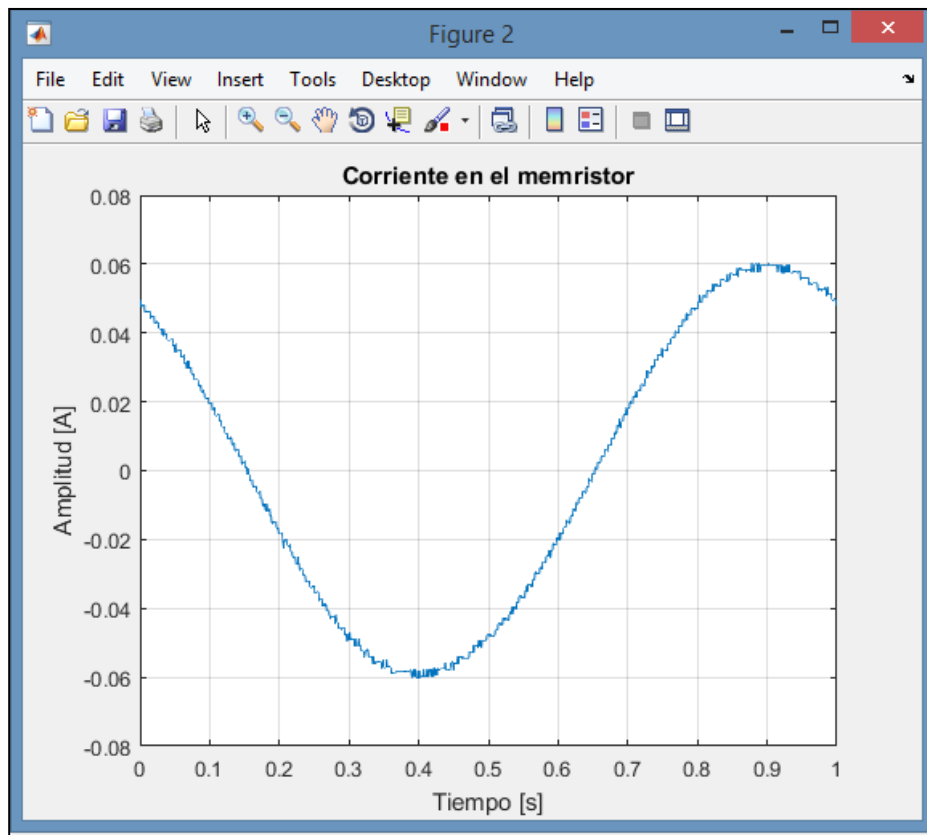 Figure 2
File Edit View Insert Tools Desktop Window Help
Corriente en el memristor
0.08
0.06
0.04
0.02
0
-0.02
-0.04
-0.06
-0.08
Amplitud [A]
0 0.1 0.2 0.3 0.4 0.5 0.6 0.7 0.8 0.9 1
Tiempo [s]